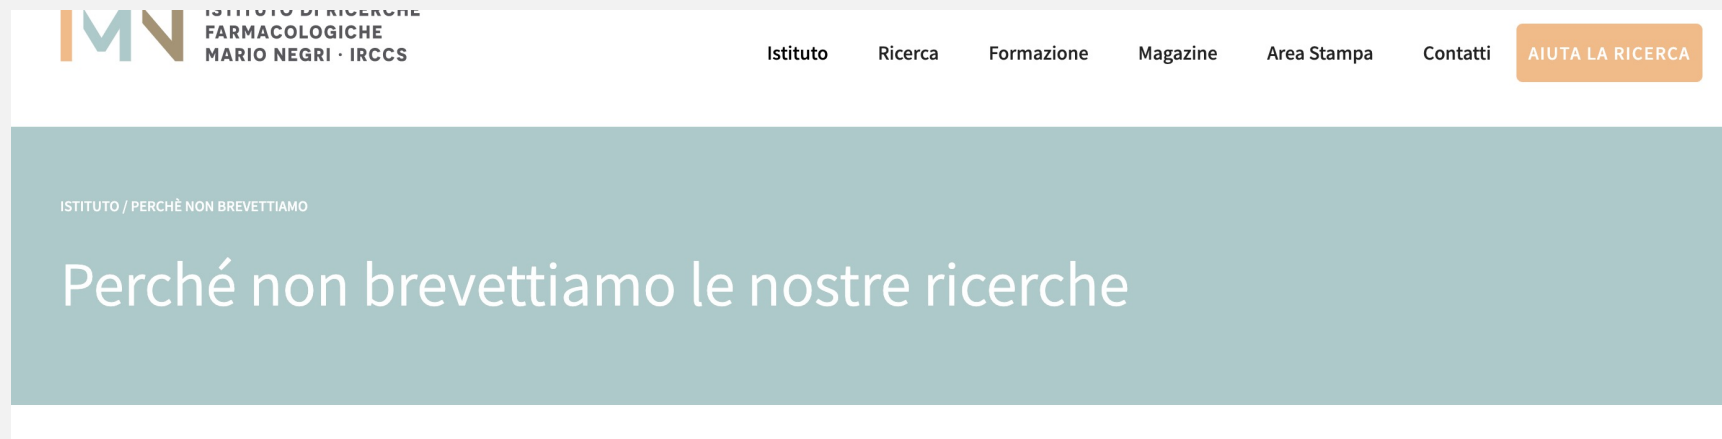 ISTITUTO DI RICERCHE
FARMACOLOGICHE
MARIO NEGRI · IRCCS
Istituto Ricerca Formazione Magazine Area Stampa Contatti AIUTA LA RICERCA
ISTITUTO / PERCHÈ NON BREVETTIAMO
Perché non brevettiamo le nostre ricerche